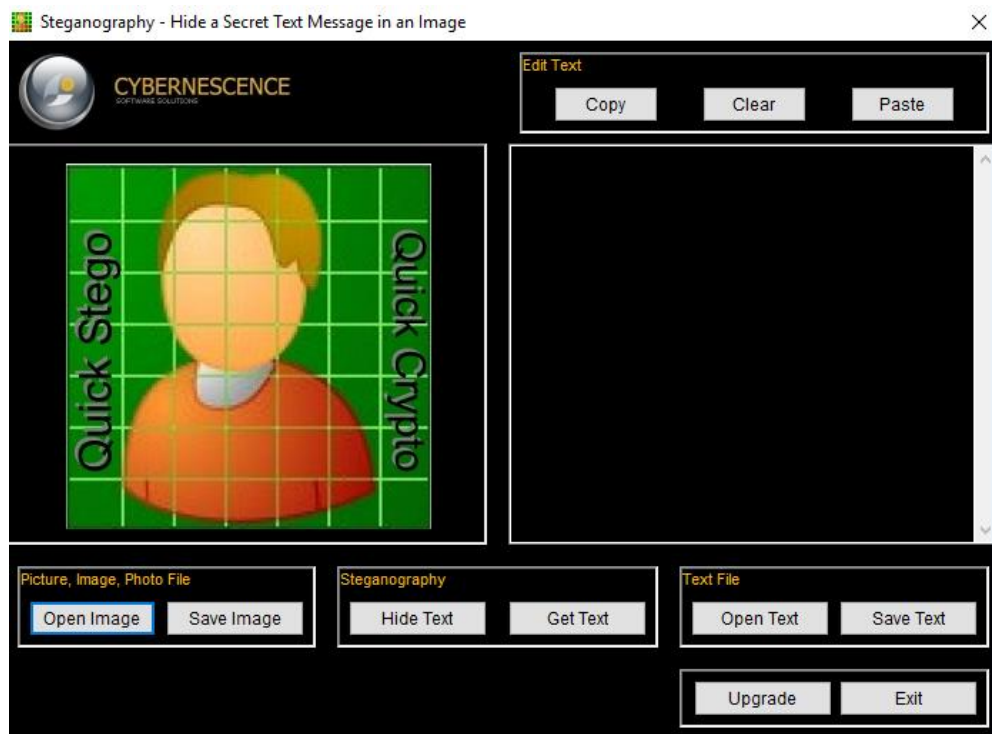 Steganography - Hide a Secret Text Message in an Image
CYBERNESCENCE
SOFTWARE SOLUTIONS
Edit Text
Copy Clear Paste
Quick Stego
Quick Crypto
Picture, Image, Photo File
Open Image Save Image
Steganography
Hide Text Get Text
Text File
Open Text Save Text
Upgrade Exit